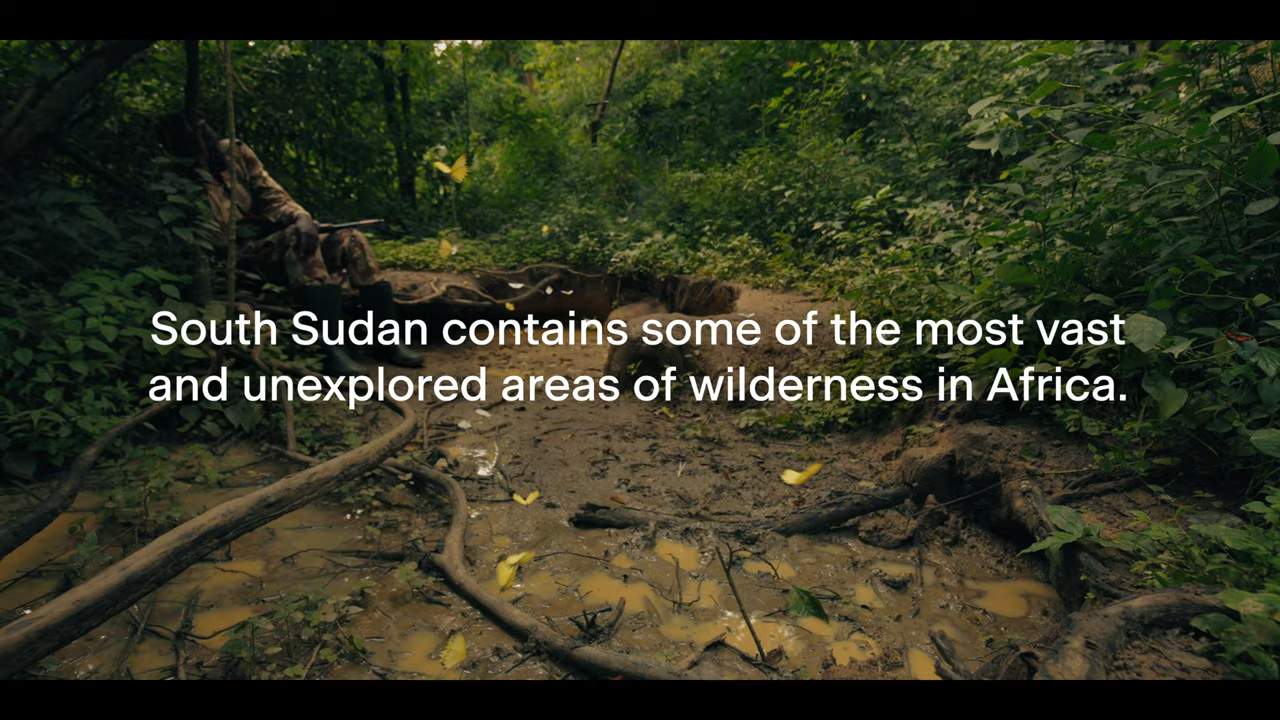 South Sudan contains some of the most vast
and unexplored areas of wilderness in Africa.